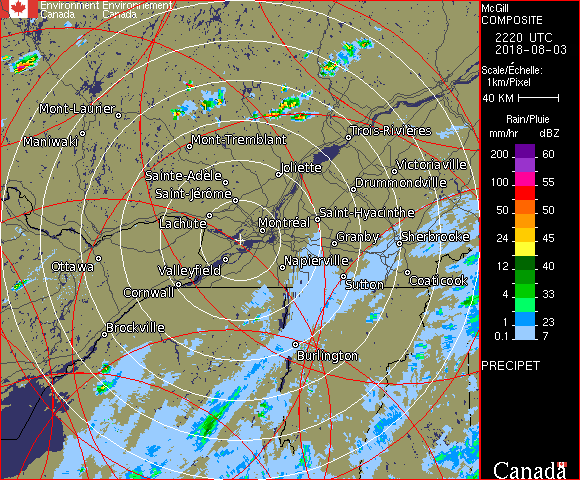 Environment Environnement
Canada Canada
McGill
COMPOSITE
2220 UTC
2018-08-03
Scale/Échelle:
1km/Pixel
40 KM
Rain/Pluie
mm/hr dBZ
200 60
100 55
50 50
24 45
12 40
8 33
4 28
2 23
0.1 7
PRECIPET
Canada
Mont-Laurier
Maniwaki
Mont-Tremblant
Trois-Rivières
Sainte-Adèle
Joliette
Victoriaville
Saint-Jérôme
Drummondville
Lachute
Montréal
Saint-Hyacinthe
Granby
Sherbrooke
Ottawa
Valleyfield
Napierville
Cornwall
Sutton
Coaticook
Brockville
Burlington